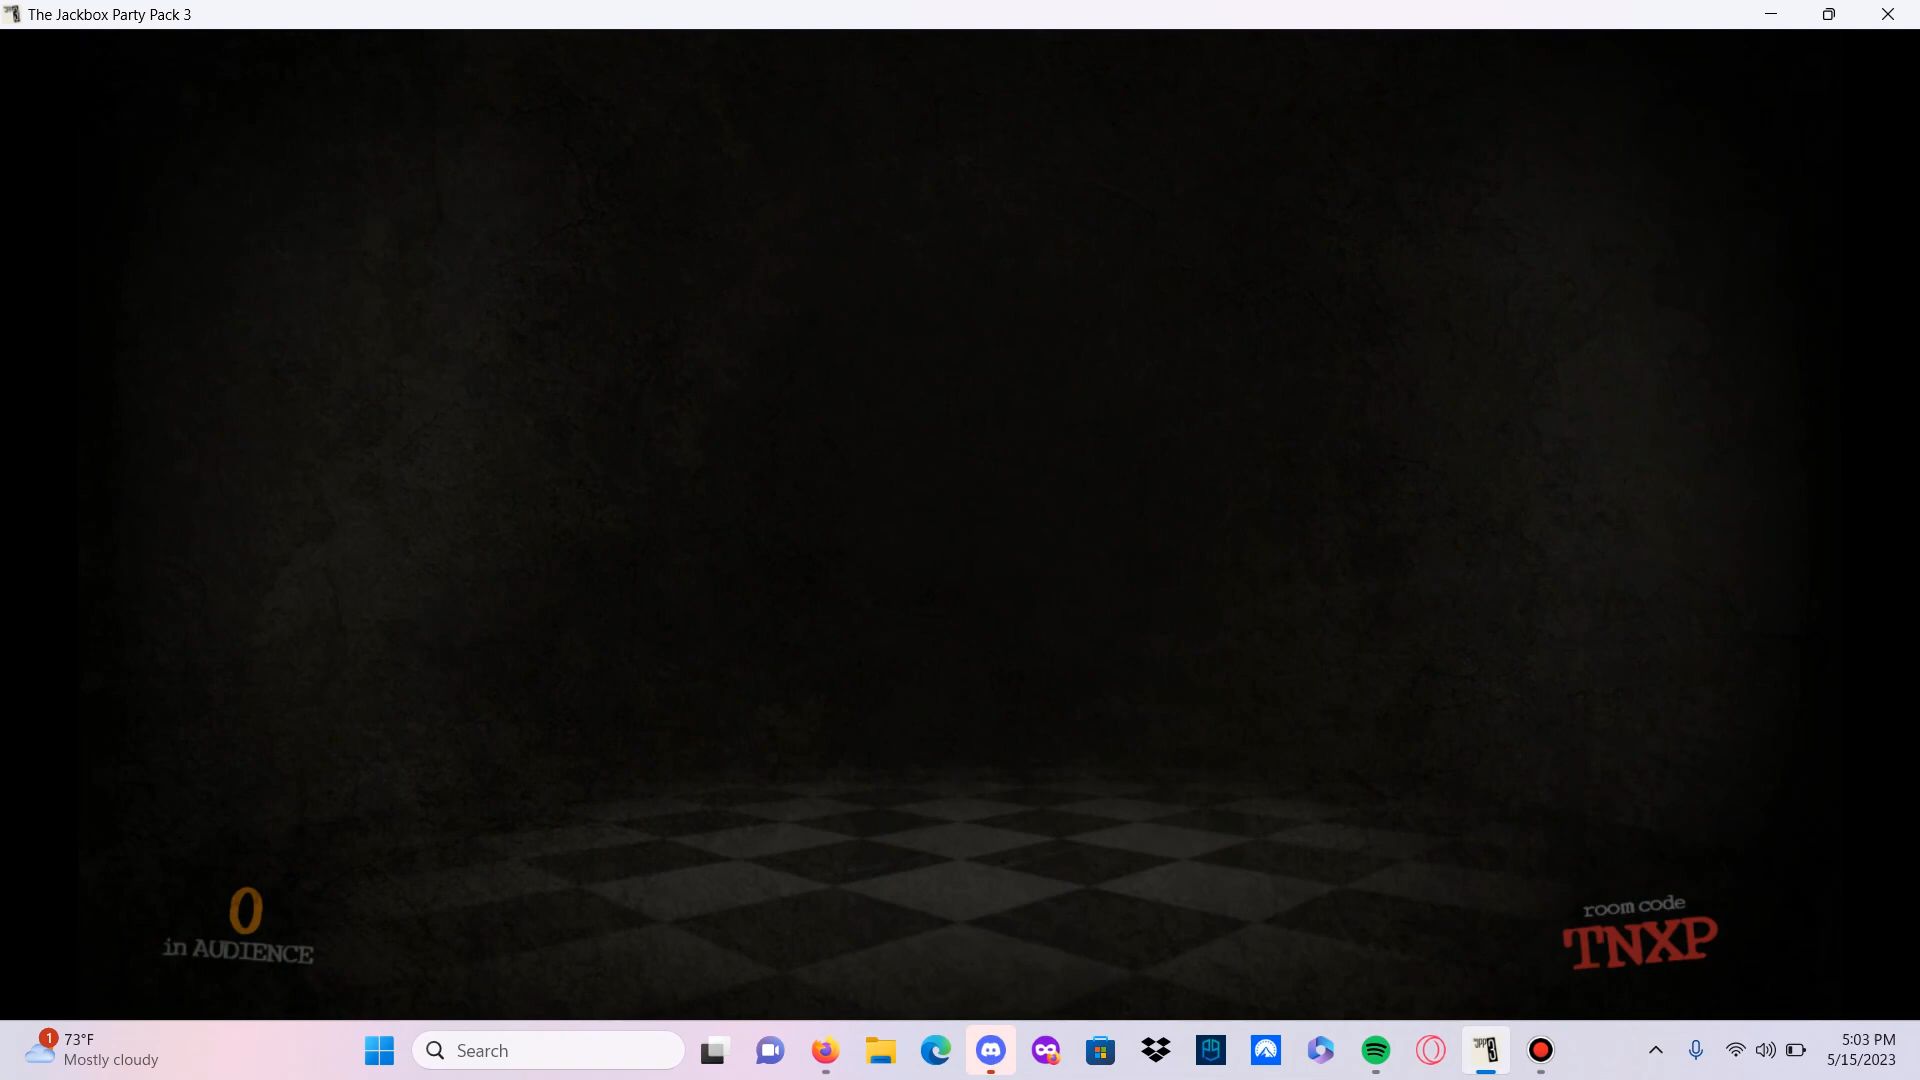 The Jackbox Party Pack 3
0
in AUDIENCE
room code
TNXP
1
73°F
Mostly cloudy
Search
5:03 PM
5/15/2023